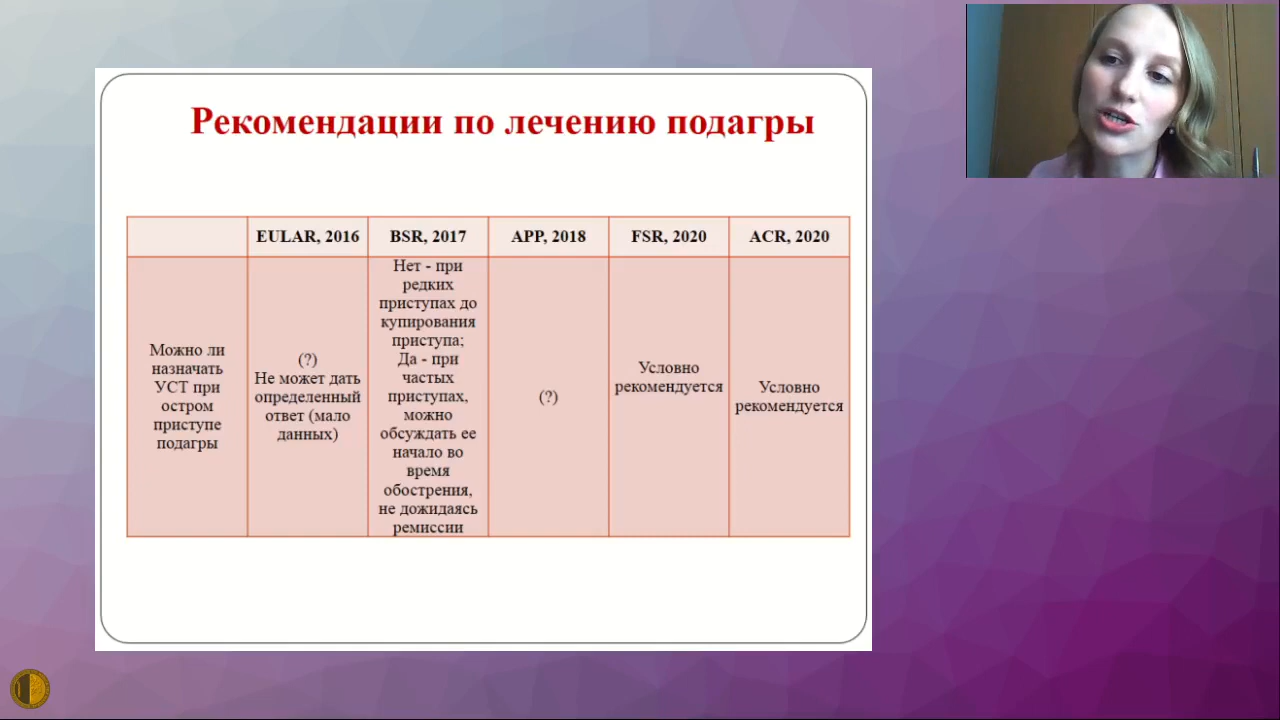 Рекомендации по лечению подагры
EULAR, 2016
BSR, 2017
APP, 2018
FSR, 2020
ACR, 2020
Можно ли
назначать
УСТ при
остром
приступе
подагры
(?)
Не может дать
определенный
ответ (мало
данных)
Нет - при
редких
приступах до
купирования
приступа;
Да - при
частых
приступах,
можно
обсуждать ее
начало во
время
обострения,
не дожидаясь
ремиссии
(?)
Условно
рекомендуется
Условно
рекомендуется